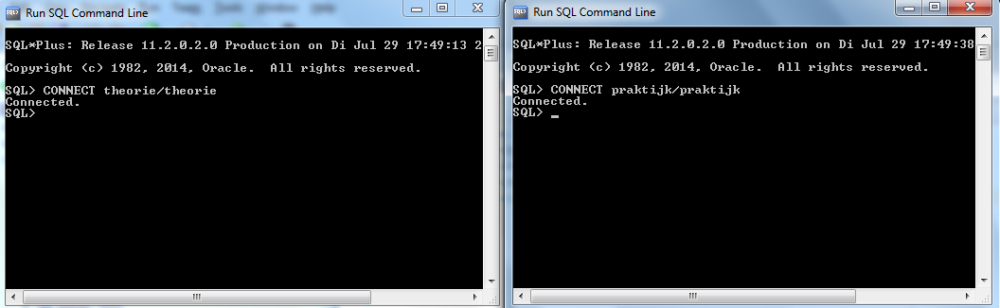 Run SQL Command Line
SQL*Plus: Release 11.2.0.2.0 Production on Di Jul 29 17:49:13 2
Copyright (c) 1982, 2014, Oracle.  All rights reserved.
SQL> CONNECT theorie/theorie
Connected.
SQL>
Run SQL Command Line
SQL*Plus: Release 11.2.0.2.0 Production on Di Jul 29 17:49:38
Copyright (c) 1982, 2014, Oracle.  All rights reserved.
SQL> CONNECT praktijk/praktijk
Connected.
SQL> _